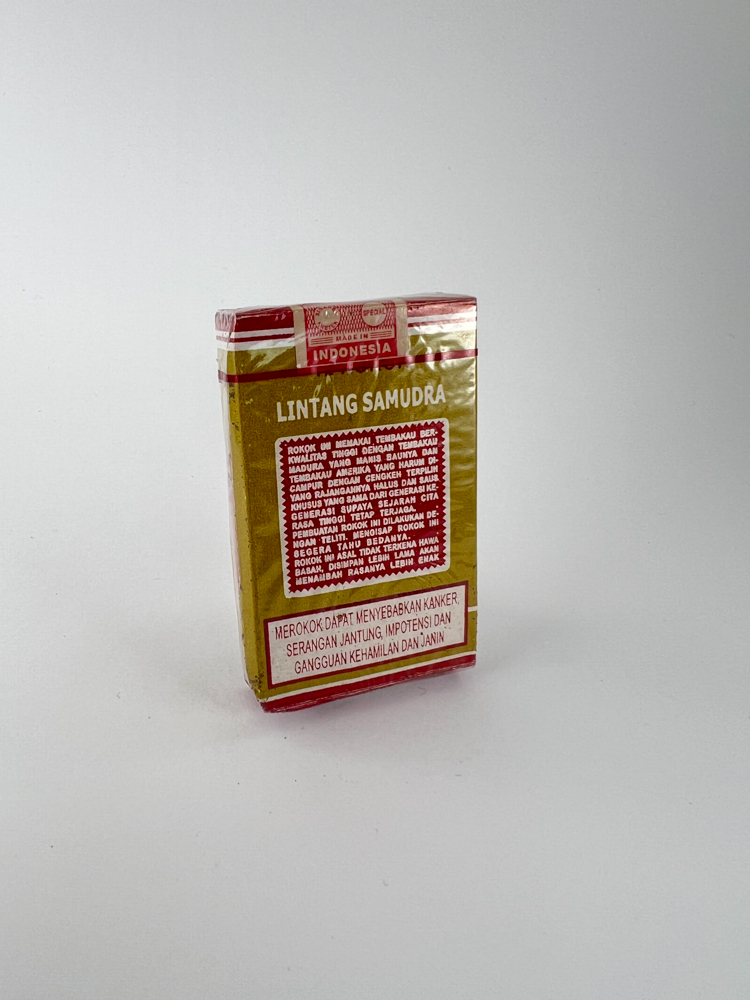 SPECIAL
MADE IN
INDONESIA
LINTANG SAMUDRA
ROKOK INI MEMAKAI TEMBAKAU BER-
KWALITAS TINGGI DENGAN TEMBAKAU
MADURA YANG MANIS BAUNYA DAN
TEMBAKAU AMERIKA YANG HARUM DI-
CAMPUR DENGAN CENGKEH TERPILIH
YANG RAJANGANNYA HALUS DAN SAUS
KHUSUS YANG SAMA DARI GENERASI KE-
GENERASI SUPAYA SEJARAH CITA
RASA TINGGI TETAP TERJAGA.
PEMBUATAN ROKOK INI DILAKUKAN DE-
NGAN TELITI. MENGISAP ROKOK INI
SEGERA TAHU BEDANYA.
ROKOK INI ASAL TIDAK TERKENA HAWA
BASAH, DISIMPAN LEBIH LAMA AKAN
MENAMBAH RASANYA LEBIH ENAK
MEROKOK DAPAT MENYEBABKAN KANKER,
SERANGAN JANTUNG, IMPOTENSI DAN
GANGGUAN KEHAMILAN DAN JANIN